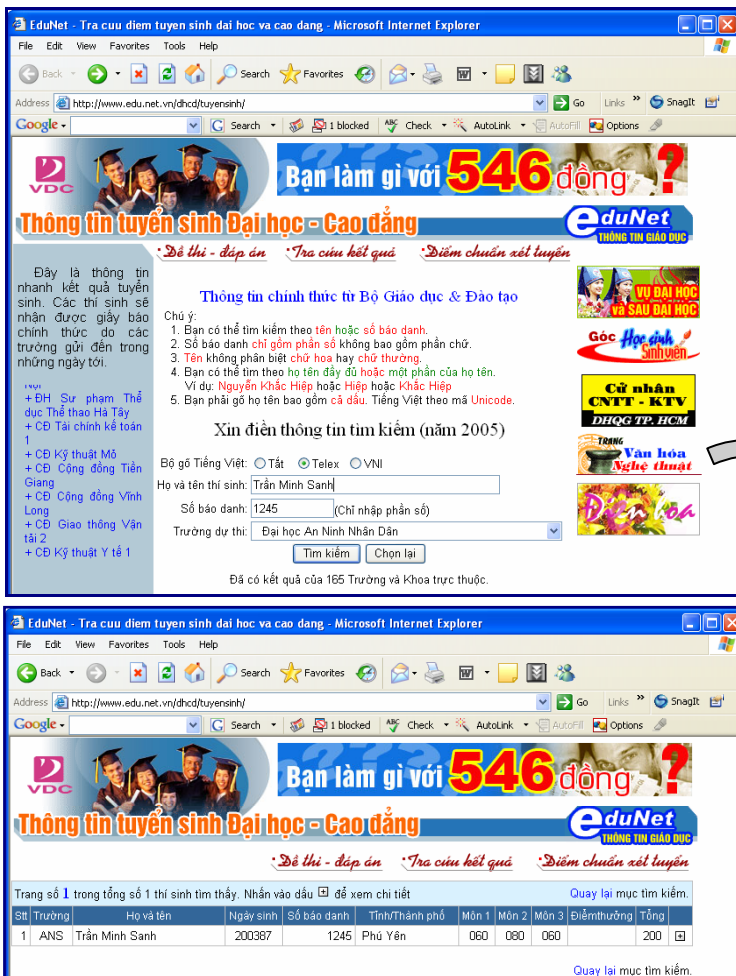 EduNet - Tra cuu diem tuyen sinh dai hoc va cao dang - Microsoft Internet Explorer
File Edit View Favorites Tools Help
Back Search Favorites
Address http://www.edu.net.vn/dhcd/tuyensinh/ Go Links » SnagIt
Google Search 1 blocked ABC Check AutoLink AutoFill Options
VDC
Bạn làm gì với 546 đồng ?
Thông tin tuyển sinh Đại học - Cao đẳng
eduNet
THÔNG TIN GIÁO DỤC
Đề thi - đáp án Tra cứu kết quả Điểm chuẩn xét tuyển
Đây là thông tin
nhanh kết quả tuyển
sinh. Các thí sinh sẽ
nhận được giấy báo
chính thức do các
trường gửi đến trong
những ngày tới.
Nội
+ ĐH Sư phạm Thể
dục Thể thao Hà Tây
+ CĐ Tài chính kế toán
1
+ CĐ Kỹ thuật Mỏ
+ CĐ Cộng đồng Tiền
Giang
+ CĐ Cộng đồng Vĩnh
Long
+ CĐ Giao thông Vận
tải 2
+ CĐ Kỹ thuật Y tế 1
Thông tin chính thức từ Bộ Giáo dục & Đào tạo
Chú ý:
1. Bạn có thể tìm kiếm theo tên hoặc số báo danh.
2. Số báo danh chỉ gồm phần số không bao gồm phần chữ.
3. Tên không phân biệt chữ hoa hay chữ thường.
4. Bạn có thể tìm theo họ tên đầy đủ hoặc một phần của họ tên.
Ví dụ: Nguyễn Khắc Hiệp hoặc Hiệp hoặc Khắc Hiệp
5. Bạn phải gõ họ tên bao gồm cả dấu. Tiếng Việt theo mã Unicode.
Xin điền thông tin tìm kiếm (năm 2005)
Bộ gõ Tiếng Việt: Tắt Telex VNI
Họ và tên thí sinh: Trần Minh Sanh
Số báo danh: 1245 (Chỉ nhập phần số)
Trường dự thi: Đại học An Ninh Nhân Dân
Tìm kiếm Chọn lại
Đã có kết quả của 165 Trường và Khoa trực thuộc.
VỤ ĐẠI HỌC
và SAU ĐẠI HỌC
Góc Học sinh
Sinh viên
Cử nhân
CNTT - KTV
ĐHQG TP. HCM
TRANG
Văn hóa
Nghệ thuật
EduNet - Tra cuu diem tuyen sinh dai hoc va cao dang - Microsoft Internet Explorer
File Edit View Favorites Tools Help
Back Search Favorites
Address http://www.edu.net.vn/dhcd/tuyensinh/ Go Links » SnagIt
Google Search 1 blocked ABC Check AutoLink AutoFill Options
VDC
Bạn làm gì với 546 đồng ?
Thông tin tuyển sinh Đại học - Cao đẳng
eduNet
THÔNG TIN GIÁO DỤC
Đề thi - đáp án Tra cứu kết quả Điểm chuẩn xét tuyển
Trang số 1 trong tổng số 1 thí sinh tìm thấy. Nhấn vào dấu + để xem chi tiết Quay lại mục tìm kiếm.
Stt Trường Họ và tên Ngày sinh Số báo danh Tỉnh/Thành phố Môn 1 Môn 2 Môn 3 Điểmthưởng Tổng
1 ANS Trần Minh Sanh 200387 1245 Phú Yên 060 080 060 200 +
Quay lại mục tìm kiếm.